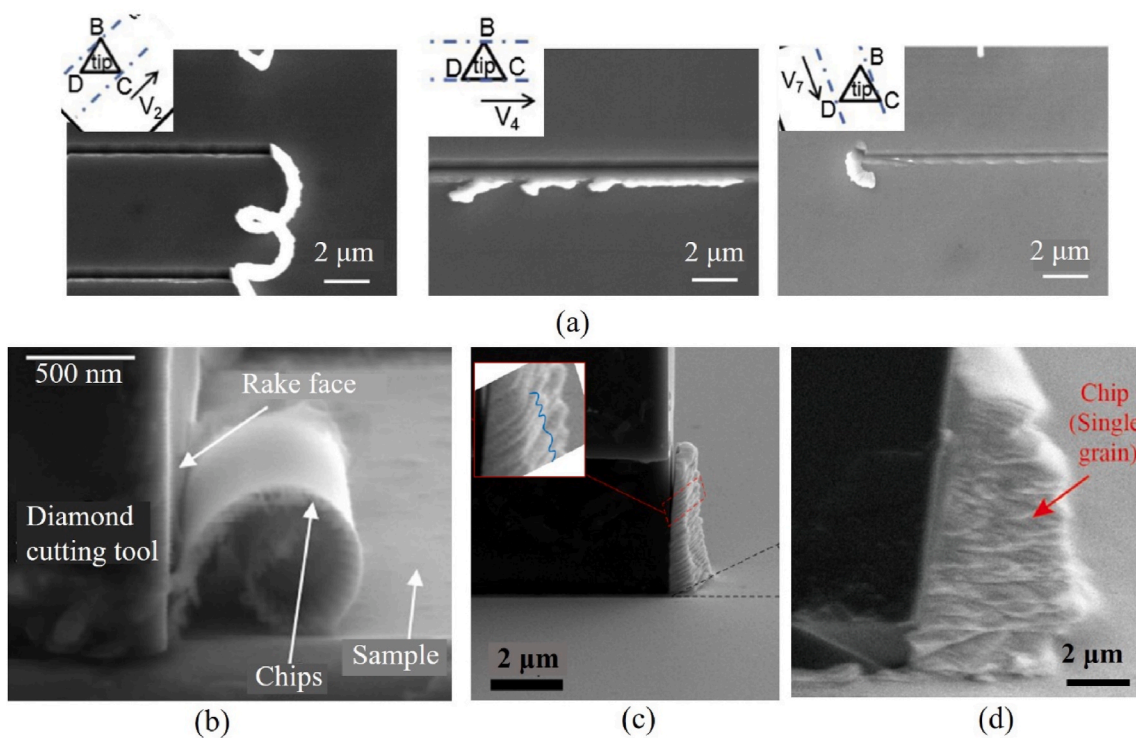 B
tip
D
C
V2
2 μm
B
tip
D
C
V4
2 μm
B
V7
tip
D
C
2 μm
(a)
500 nm
Rake face
Diamond
cutting tool
Chips
Sample
(b)
2 μm
(c)
Chip
(Single
grain)
2 μm
(d)